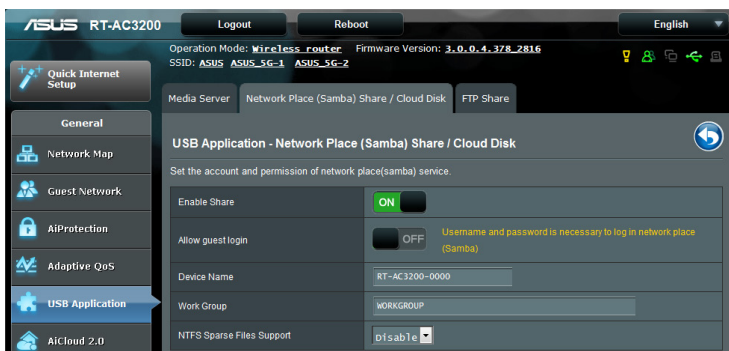 ASUS RT-AC3200 Logout Reboot English
Operation Mode: Wireless router Firmware Version: 3.0.0.4.378_2816
SSID: ASUS ASUS_5G-1 ASUS_5G-2
Quick Internet
Setup
General
Network Map
Guest Network
AiProtection
Adaptive QoS
USB Application
AiCloud 2.0
Media Server Network Place (Samba) Share / Cloud Disk FTP Share
USB Application - Network Place (Samba) Share / Cloud Disk
Set the account and permission of network place(samba) service.
Enable Share ON
Allow guest login OFF Username and password is necessary to log in network place
(Samba)
Device Name RT-AC3200-0000
Work Group WORKGROUP
NTFS Sparse Files Support Disable